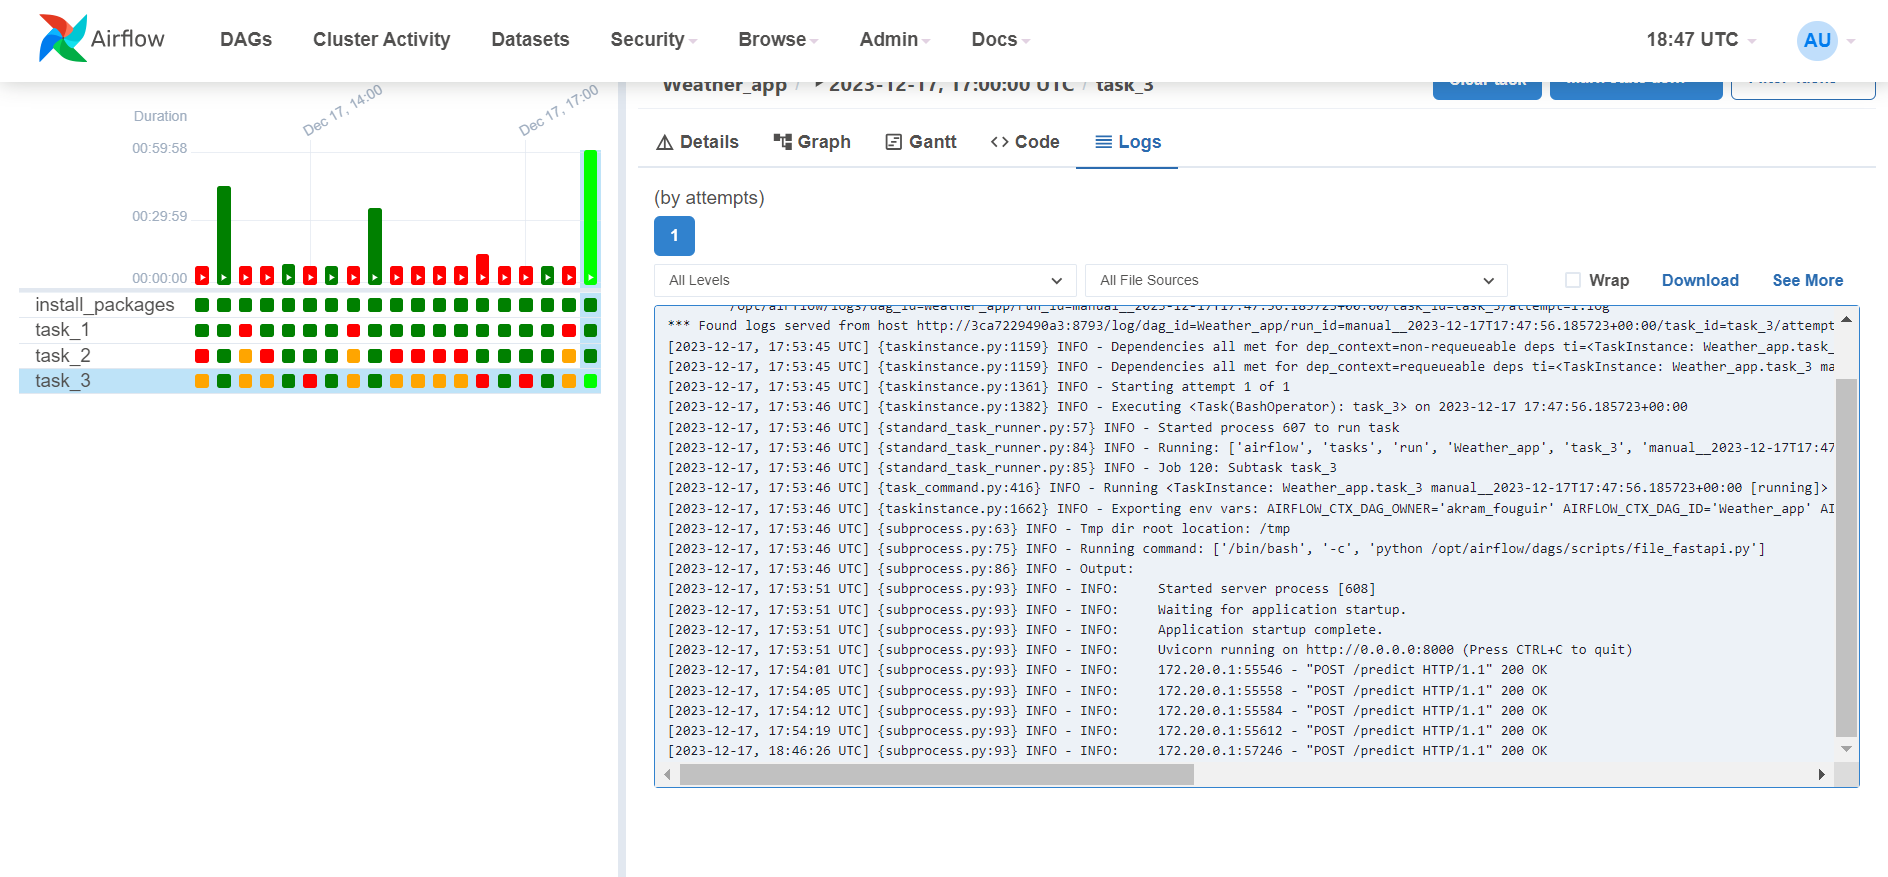 Airflow
DAGs
Cluster Activity
Datasets
Security
Browse
Admin
Docs
18:47 UTC
AU
Weather_app / 2023-12-17, 17:00:00 UTC / task_3
Clear task
Filter Tasks
Duration
Dec 17, 14:00
Dec 17, 17:00
00:59:58
00:29:59
00:00:00
install_packages
task_1
task_2
task_3
Details
Graph
Gantt
Code
Logs
(by attempts)
1
All Levels
All File Sources
Wrap
Download
See More
/opt/airflow/logs/dag_id=Weather_app/run_id=manual__2023-12-17T17:47:56.185723+00:00/task_id=task_3/attempt=1.log
*** Found logs served from host http://3ca7229490a3:8793/log/dag_id=Weather_app/run_id=manual__2023-12-17T17:47:56.185723+00:00/task_id=task_3/attempt
[2023-12-17, 17:53:45 UTC] {taskinstance.py:1159} INFO - Dependencies all met for dep_context=non-requeueable deps ti=<TaskInstance: Weather_app.task_
[2023-12-17, 17:53:45 UTC] {taskinstance.py:1159} INFO - Dependencies all met for dep_context=requeueable deps ti=<TaskInstance: Weather_app.task_3 ma
[2023-12-17, 17:53:45 UTC] {taskinstance.py:1361} INFO - Starting attempt 1 of 1
[2023-12-17, 17:53:46 UTC] {taskinstance.py:1382} INFO - Executing <Task(BashOperator): task_3> on 2023-12-17 17:47:56.185723+00:00
[2023-12-17, 17:53:46 UTC] {standard_task_runner.py:57} INFO - Started process 607 to run task
[2023-12-17, 17:53:46 UTC] {standard_task_runner.py:84} INFO - Running: ['airflow', 'tasks', 'run', 'Weather_app', 'task_3', 'manual__2023-12-17T17:47
[2023-12-17, 17:53:46 UTC] {standard_task_runner.py:85} INFO - Job 120: Subtask task_3
[2023-12-17, 17:53:46 UTC] {task_command.py:416} INFO - Running <TaskInstance: Weather_app.task_3 manual__2023-12-17T17:47:56.185723+00:00 [running]>
[2023-12-17, 17:53:46 UTC] {taskinstance.py:1662} INFO - Exporting env vars: AIRFLOW_CTX_DAG_OWNER='akram_fouguir' AIRFLOW_CTX_DAG_ID='Weather_app' AI
[2023-12-17, 17:53:46 UTC] {subprocess.py:63} INFO - Tmp dir root location: /tmp
[2023-12-17, 17:53:46 UTC] {subprocess.py:75} INFO - Running command: ['/bin/bash', '-c', 'python /opt/airflow/dags/scripts/file_fastapi.py']
[2023-12-17, 17:53:46 UTC] {subprocess.py:86} INFO - Output:
[2023-12-17, 17:53:51 UTC] {subprocess.py:93} INFO - INFO: Started server process [608]
[2023-12-17, 17:53:51 UTC] {subprocess.py:93} INFO - INFO: Waiting for application startup.
[2023-12-17, 17:53:51 UTC] {subprocess.py:93} INFO - INFO: Application startup complete.
[2023-12-17, 17:53:51 UTC] {subprocess.py:93} INFO - INFO: Uvicorn running on http://0.0.0.0:8000 (Press CTRL+C to quit)
[2023-12-17, 17:54:01 UTC] {subprocess.py:93} INFO - INFO: 172.20.0.1:55546 - "POST /predict HTTP/1.1" 200 OK
[2023-12-17, 17:54:05 UTC] {subprocess.py:93} INFO - INFO: 172.20.0.1:55558 - "POST /predict HTTP/1.1" 200 OK
[2023-12-17, 17:54:12 UTC] {subprocess.py:93} INFO - INFO: 172.20.0.1:55584 - "POST /predict HTTP/1.1" 200 OK
[2023-12-17, 17:54:19 UTC] {subprocess.py:93} INFO - INFO: 172.20.0.1:55612 - "POST /predict HTTP/1.1" 200 OK
[2023-12-17, 18:46:26 UTC] {subprocess.py:93} INFO - INFO: 172.20.0.1:57246 - "POST /predict HTTP/1.1" 200 OK